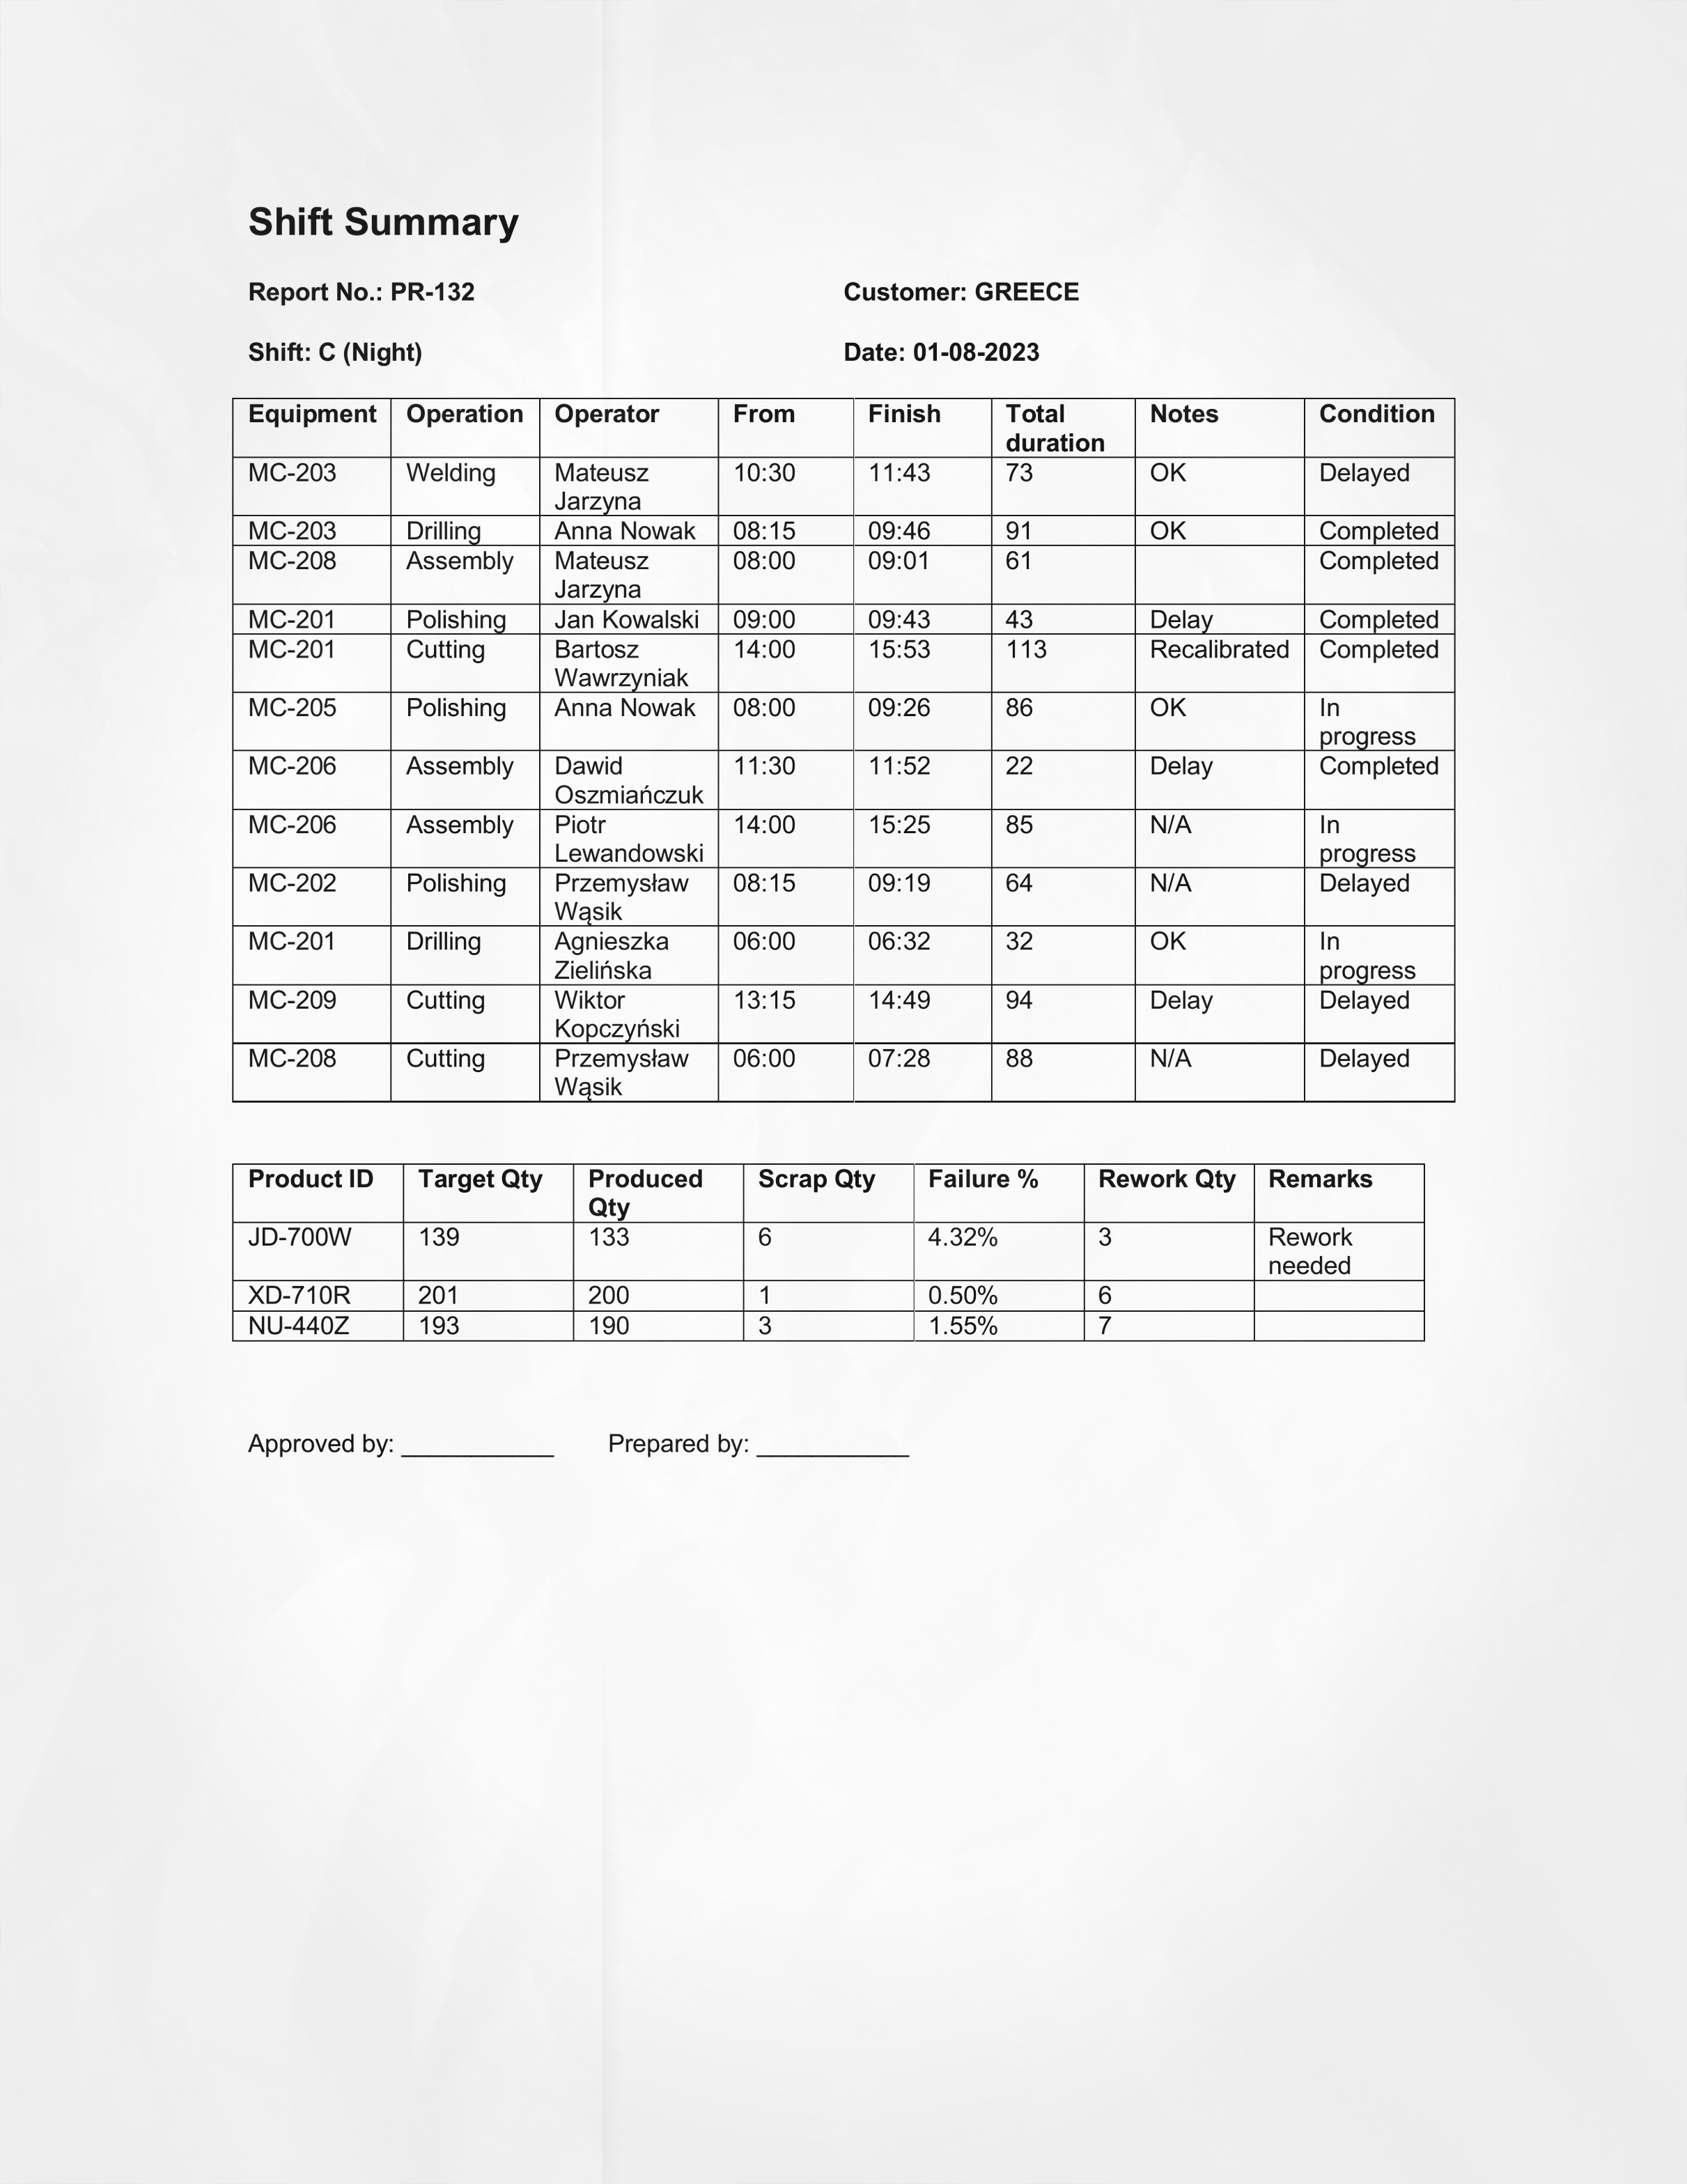 Shift Summary
Report No.: PR-132 Customer: GREECE
Shift: C (Night) Date: 01-08-2023
Equipment Operation Operator From Finish Total duration Notes Condition
MC-203 Welding Mateusz Jarzyna 10:30 11:43 73 OK Delayed
MC-203 Drilling Anna Nowak 08:15 09:46 91 OK Completed
MC-208 Assembly Mateusz Jarzyna 08:00 09:01 61 Completed
MC-201 Polishing Jan Kowalski 09:00 09:43 43 Delay Completed
MC-201 Cutting Bartosz Wawrzyniak 14:00 15:53 113 Recalibrated Completed
MC-205 Polishing Anna Nowak 08:00 09:26 86 OK In progress
MC-206 Assembly Dawid Oszmiańczuk 11:30 11:52 22 Delay Completed
MC-206 Assembly Piotr Lewandowski 14:00 15:25 85 N/A In progress
MC-202 Polishing Przemysław Wąsik 08:15 09:19 64 N/A Delayed
MC-201 Drilling Agnieszka Zielińska 06:00 06:32 32 OK In progress
MC-209 Cutting Wiktor Kopczyński 13:15 14:49 94 Delay Delayed
MC-208 Cutting Przemysław Wąsik 06:00 07:28 88 N/A Delayed
Product ID Target Qty Produced Qty Scrap Qty Failure % Rework Qty Remarks
JD-700W 139 133 6 4.32% 3 Rework needed
XD-710R 201 200 1 0.50% 6
NU-440Z 193 190 3 1.55% 7
Approved by: ___________ Prepared by: ___________